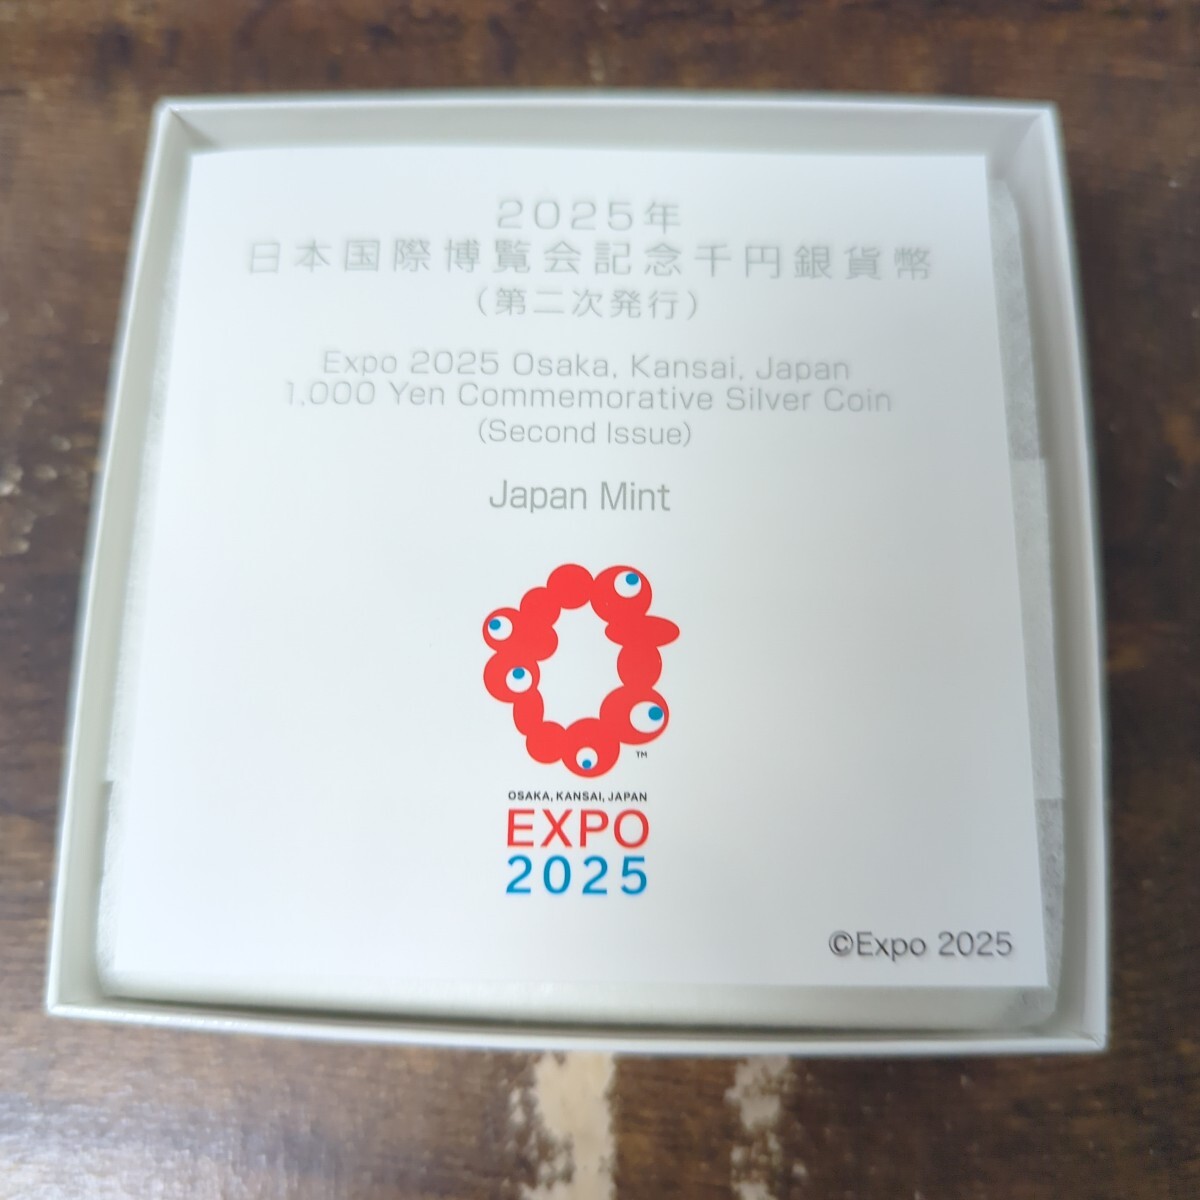 2025年
日本国際博覧会記念千円銀貨幣
(第二次発行)
Expo 2025 Osaka, Kansai, Japan
1,000 Yen Commemorative Silver Coin
(Second Issue)
Japan Mint
TM
OSAKA, KANSAI, JAPAN
EXPO
2025
©Expo 2025